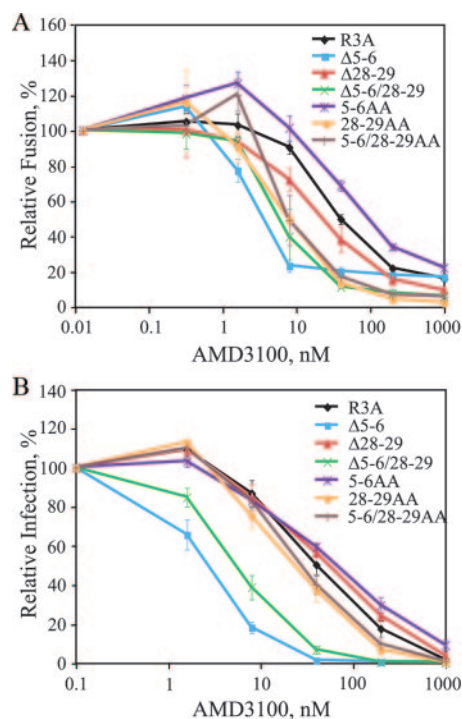 A
Relative Fusion, %
160
140
120
100
80
60
40
20
0
R3A
Δ5-6
Δ28-29
Δ5-6/28-29
5-6AA
28-29AA
5-6/28-29AA
0.01
0.1
1
10
100
1000
AMD3100, nM
B
Relative Infection, %
140
120
100
80
60
40
20
0
R3A
Δ5-6
Δ28-29
Δ5-6/28-29
5-6AA
28-29AA
5-6/28-29AA
0.1
1
10
100
1000
AMD3100, nM